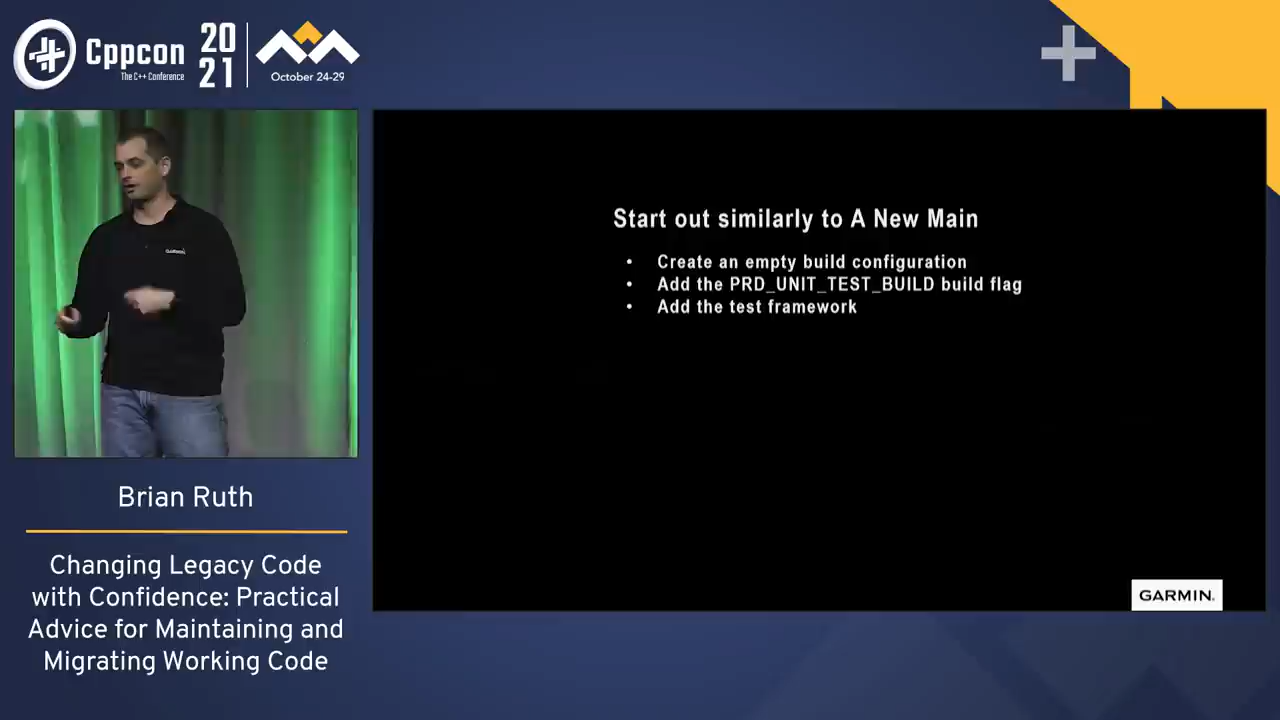 Cppcon
The C++ Conference
20
21
October 24-29
GARMIN
Brian Ruth
Changing Legacy Code
with Confidence: Practical
Advice for Maintaining and
Migrating Working Code
Start out similarly to A New Main
• Create an empty build configuration
• Add the PRD_UNIT_TEST_BUILD build flag
• Add the test framework
GARMIN.